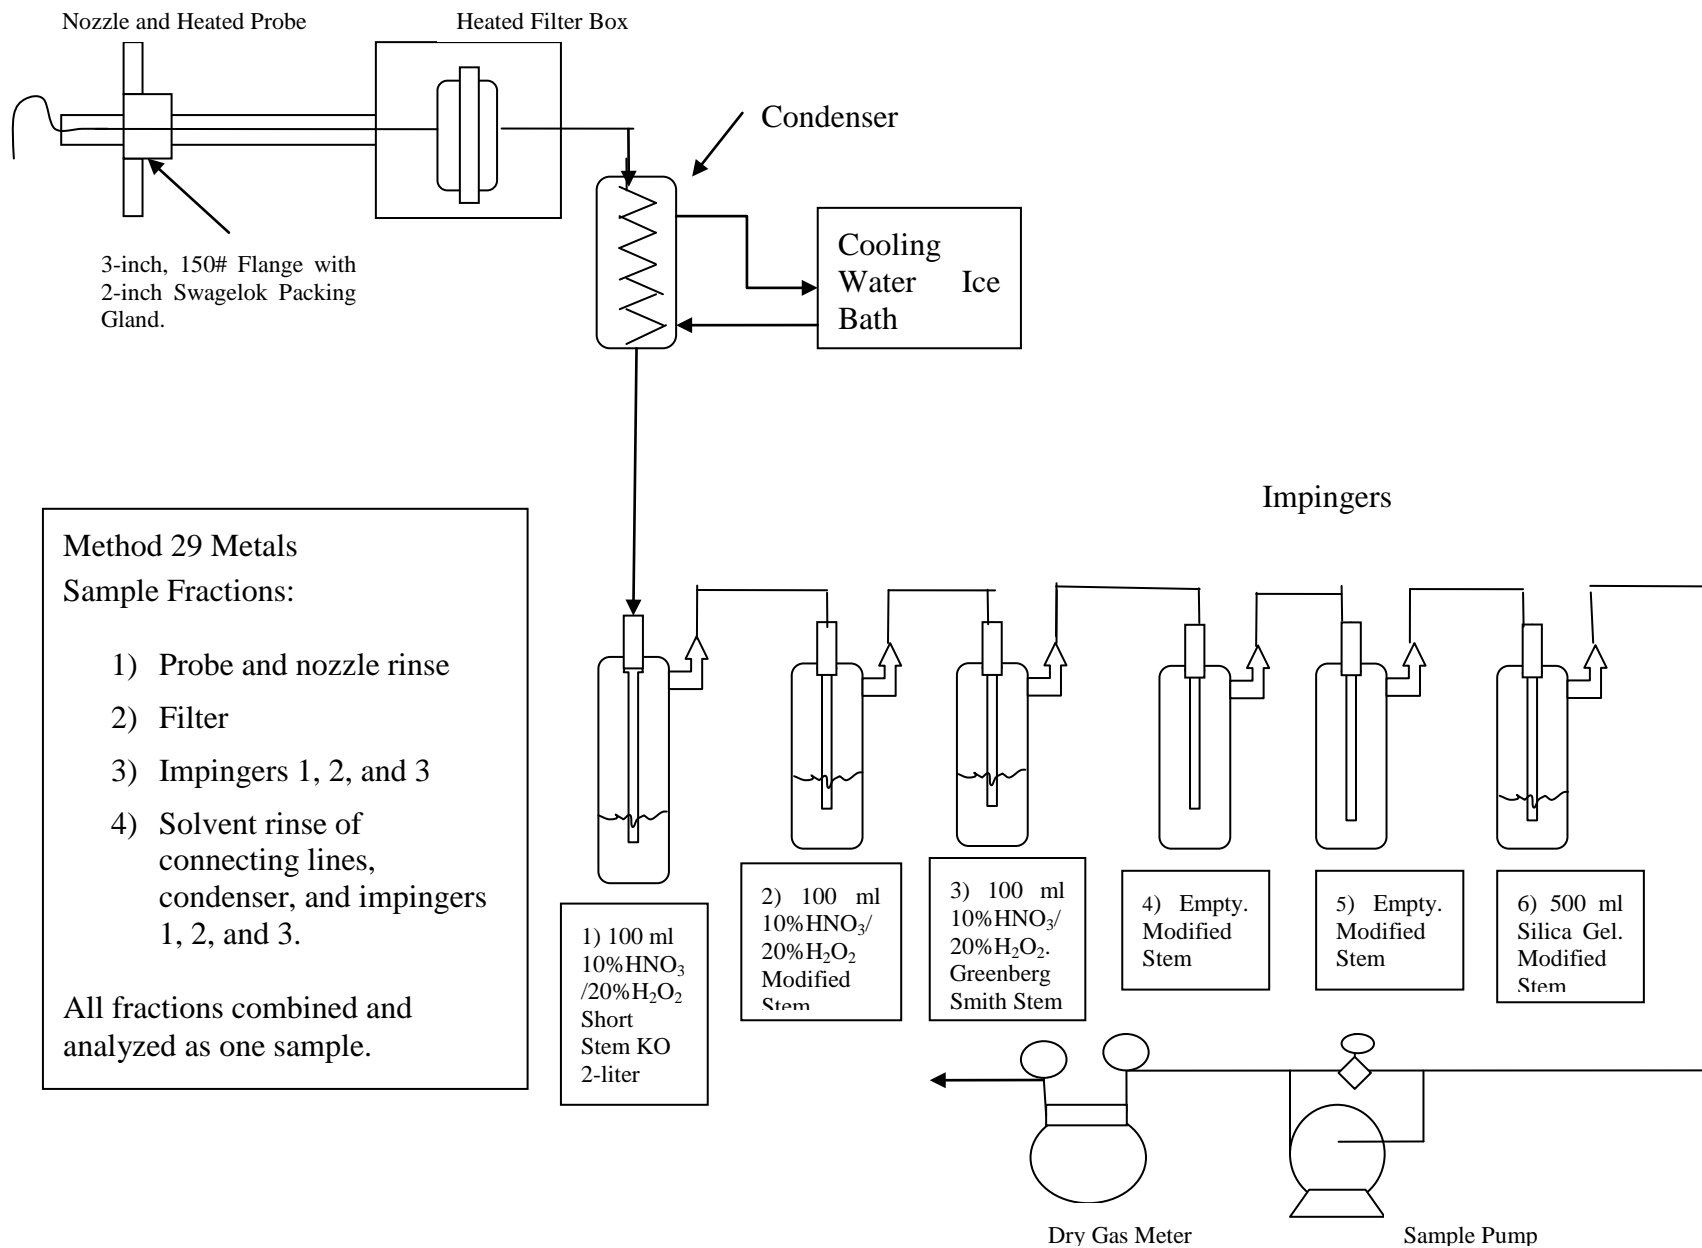 Nozzle and Heated Probe
Heated Filter Box
Condenser
Cooling
Water Ice
Bath
3-inch, 150# Flange with
2-inch Swagelok Packing
Gland.
Impingers
Method 29 Metals
Sample Fractions:
1) Probe and nozzle rinse
2) Filter
3) Impingers 1, 2, and 3
4) Solvent rinse of
connecting lines,
condenser, and impingers
1, 2, and 3.
All fractions combined and
analyzed as one sample.
1) 100 ml
10%HNO₃
/20%H₂O₂
Short
Stem KO
2-liter
2) 100 ml
10%HNO₃/
20%H₂O₂
Modified
Stem
3) 100 ml
10%HNO₃/
20%H₂O₂.
Greenberg
Smith Stem
4) Empty.
Modified
Stem
5) Empty.
Modified
Stem
6) 500 ml
Silica Gel.
Modified
Stem
Dry Gas Meter
Sample Pump